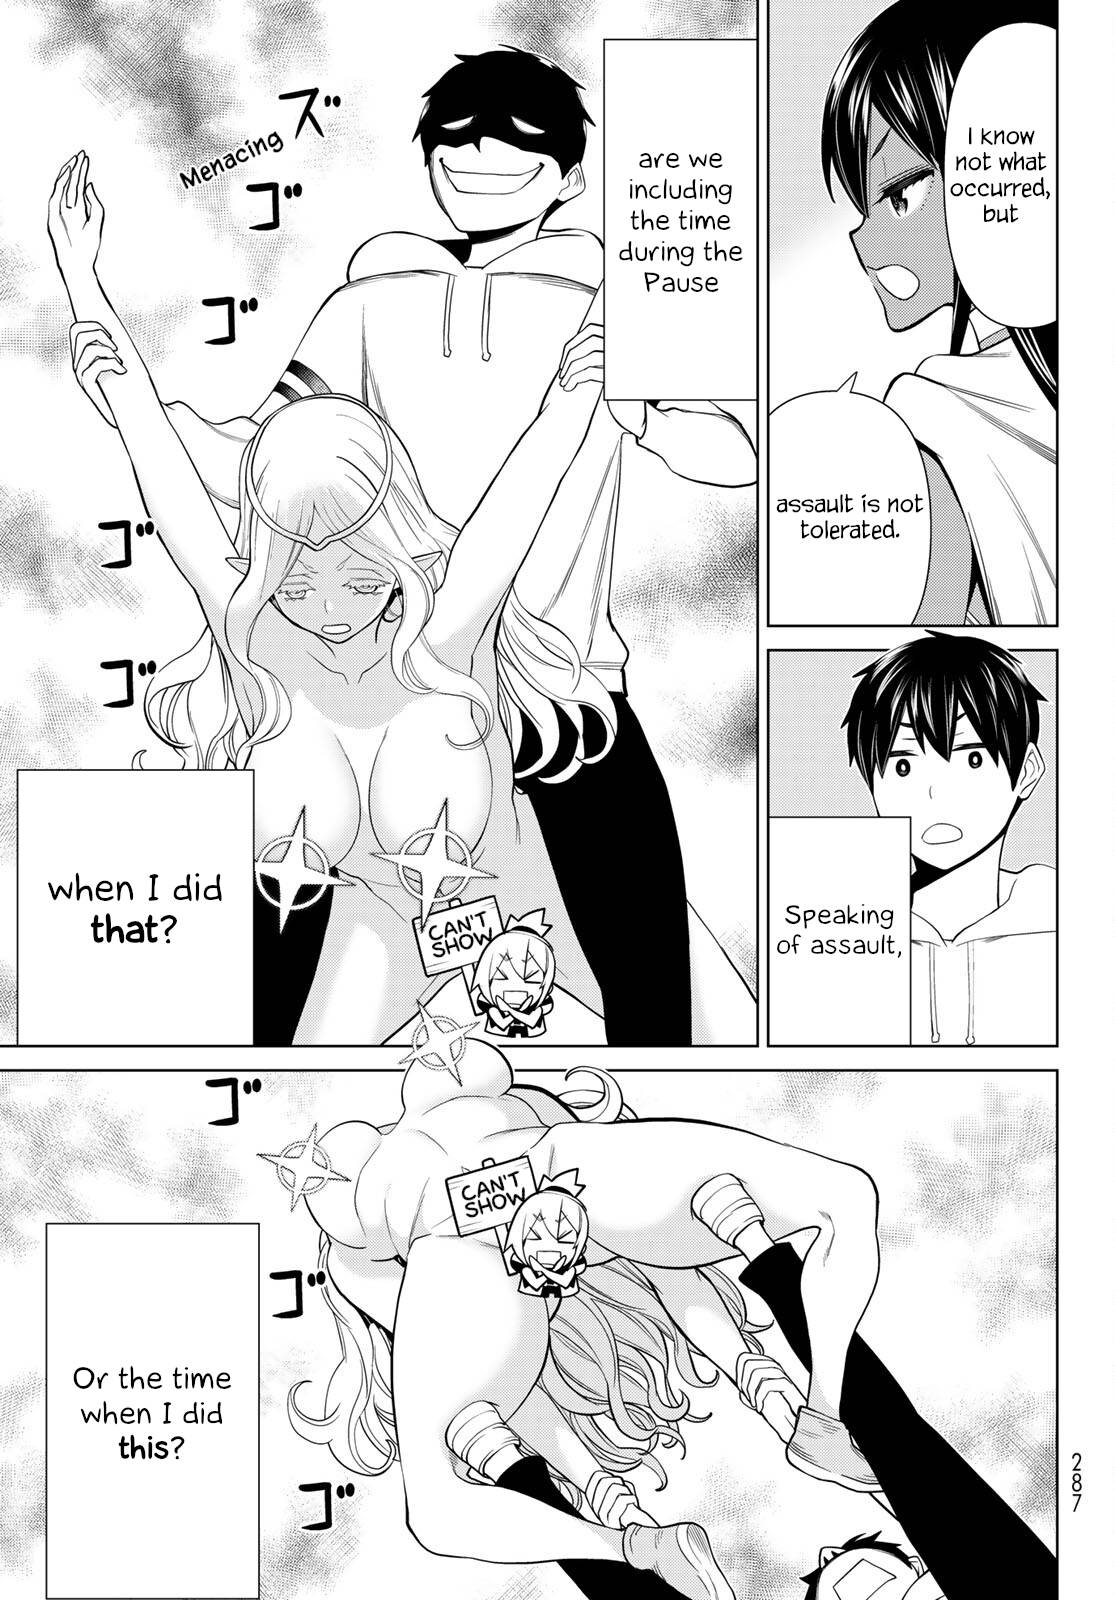 I know
not what
occurred,
but
assault is not
tolerated.
Speaking
of assault,
are we
including
the time
during the
Pause
Menacing
ズ"
ゴ
ゴ
ゴ
ゴ
when I did
that?
CAN'T
SHOW
ゴ
CAN'T
SHOW
ゴ
ゴ
Or the time
when I did
this?
287